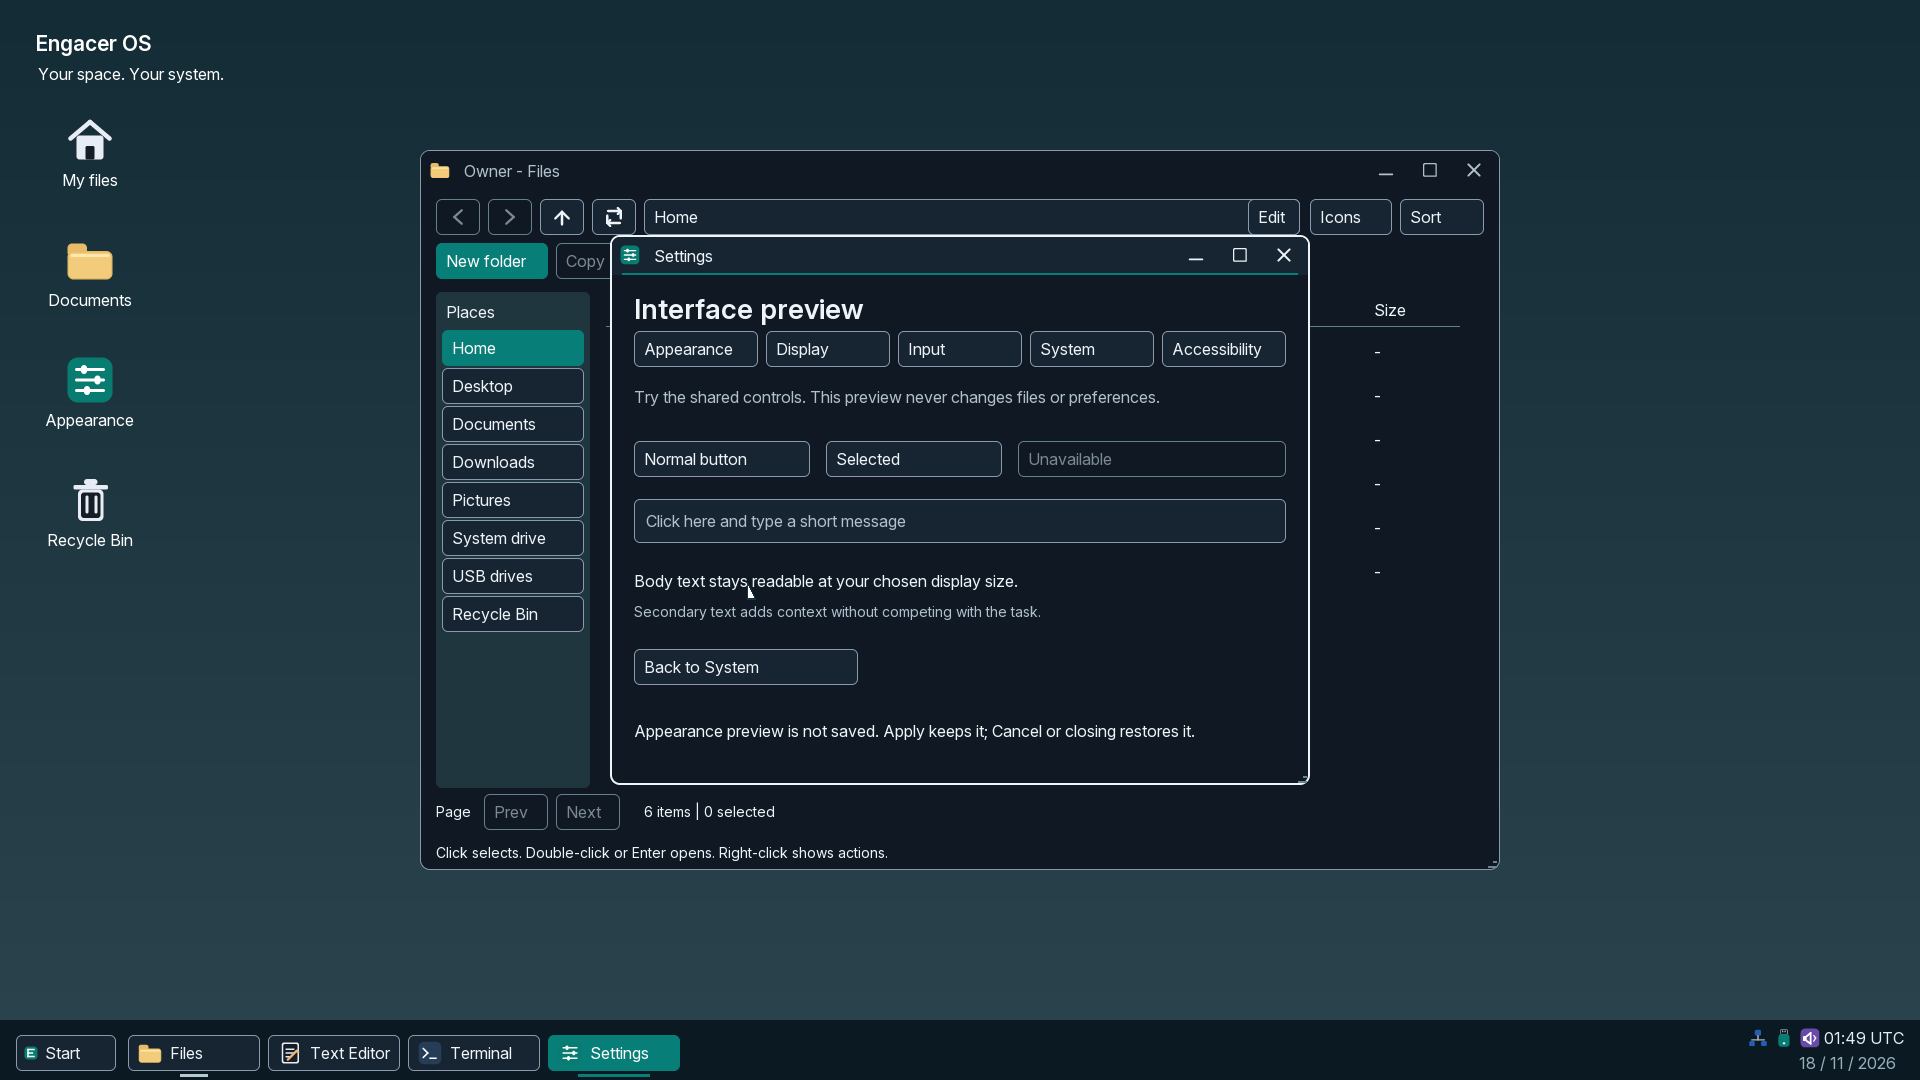 Engacer OS
Your space. Your system.
My files
Documents
Appearance
Recycle Bin
Owner - Files
Home
Edit
Icons
Sort
New folder
Copy
Places
Home
Desktop
Documents
Downloads
Pictures
System drive
USB drives
Recycle Bin
Size
-
-
-
-
-
-
Settings
Interface preview
Appearance
Display
Input
System
Accessibility
Try the shared controls. This preview never changes files or preferences.
Normal button
Selected
Unavailable
Click here and type a short message
Body text stays readable at your chosen display size.
Secondary text adds context without competing with the task.
Back to System
Appearance preview is not saved. Apply keeps it; Cancel or closing restores it.
Page
Prev
Next
6 items | 0 selected
Click selects. Double-click or Enter opens. Right-click shows actions.
E Start
Files
Text Editor
Terminal
Settings
01:49 UTC
18 / 11 / 2026